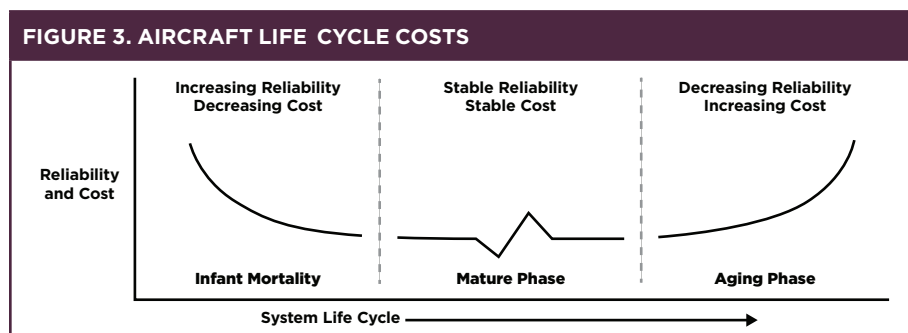 FIGURE 3. AIRCRAFT LIFE CYCLE COSTS
Increasing Reliability
Decreasing Cost
Stable Reliability
Stable Cost
Decreasing Reliability
Increasing Cost
Reliability
and Cost
Infant Mortality
Mature Phase
Aging Phase
System Life Cycle